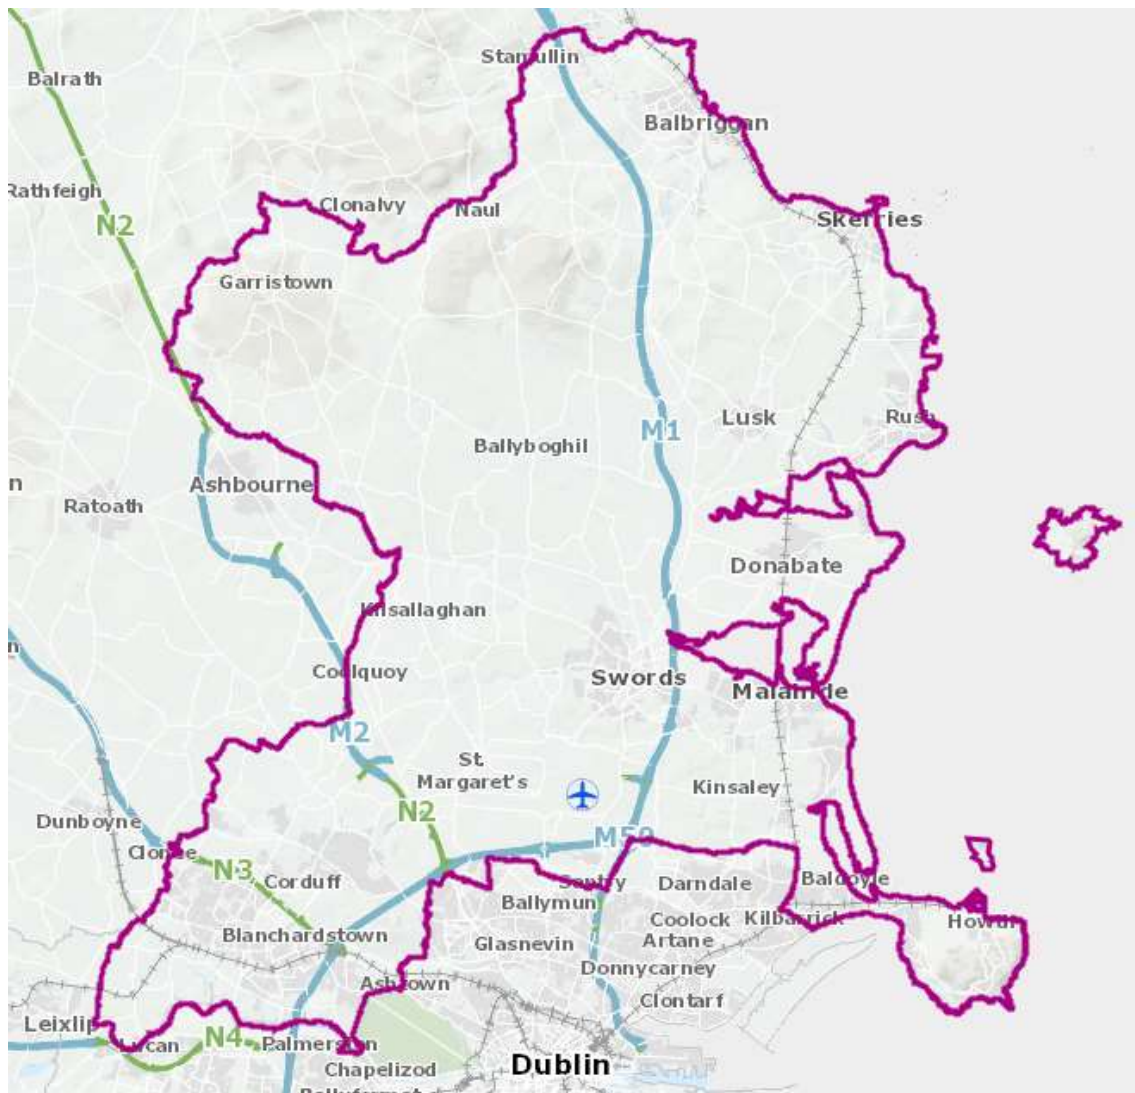 Stamullin
Balrath
Balbriggan
Rathfeigh
Clonalvy
Naul
Skerries
N2
Garristown
Lusk
Rush
M1
Ballyboghil
Ashbourne
n
Ratoath
Donabate
Kilsallaghan
n
Coolquoy
Swords
Malahide
M2
St.
Margaret's
Kinsaley
N2
Dunboyne
M50
Clonee
N3
Corduff
Santry
Darndale
Baldoyle
Ballymun
Coolock
Kilbarrick
Howth
Blanchardstown
Glasnevin
Artane
Donnycarney
Ashtown
Clontarf
Leixlip
N4
Lucan
Palmerston
Dublin
Chapelizod